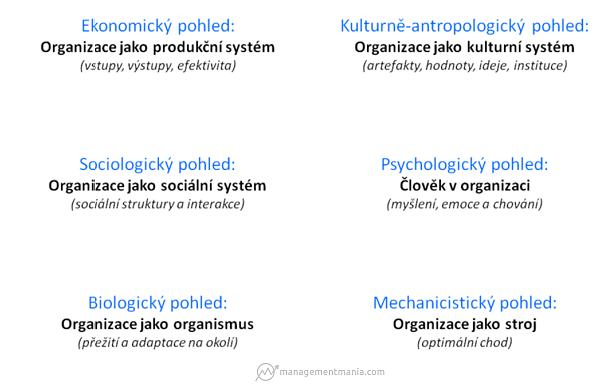 Ekonomický pohled:
Organizace jako produkční systém
(vstupy, výstupy, efektivita)
Kulturně-antropologický pohled:
Organizace jako kulturní systém
(artefakty, hodnoty, ideje, instituce)
Sociologický pohled:
Organizace jako sociální systém
(sociální struktury a interakce)
Psychologický pohled:
Člověk v organizaci
(myšlení, emoce a chování)
Biologický pohled:
Organizace jako organismus
(přežití a adaptace na okolí)
Mechanicistický pohled:
Organizace jako stroj
(optimální chod)
managementmania.com